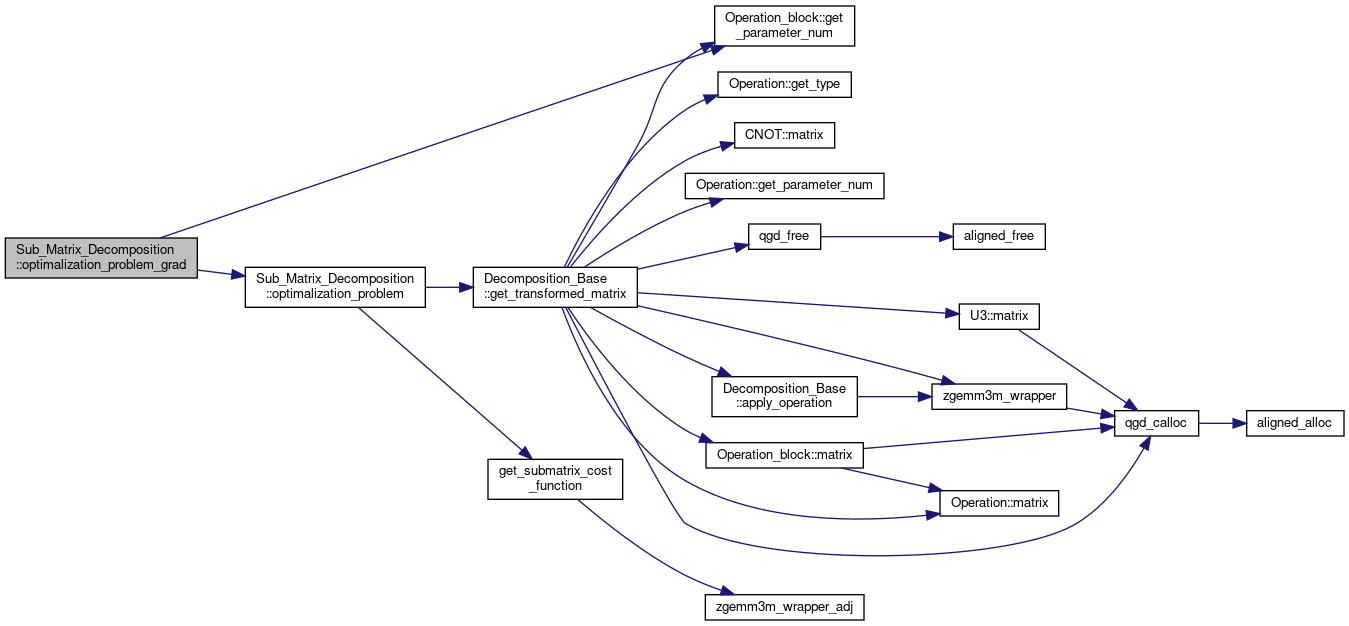 Sub_Matrix_Decomposition
::optimalization_problem_grad
Sub_Matrix_Decomposition
::optimalization_problem
Decomposition_Base
::get_transformed_matrix
get_submatrix_cost
_function
Operation_block::get
_parameter_num
Operation::get_type
CNOT::matrix
Operation::get_parameter_num
qgd_free
aligned_free
U3::matrix
Decomposition_Base
::apply_operation
zgemm3m_wrapper
qgd_calloc
aligned_alloc
Operation_block::matrix
Operation::matrix
zgemm3m_wrapper_adj